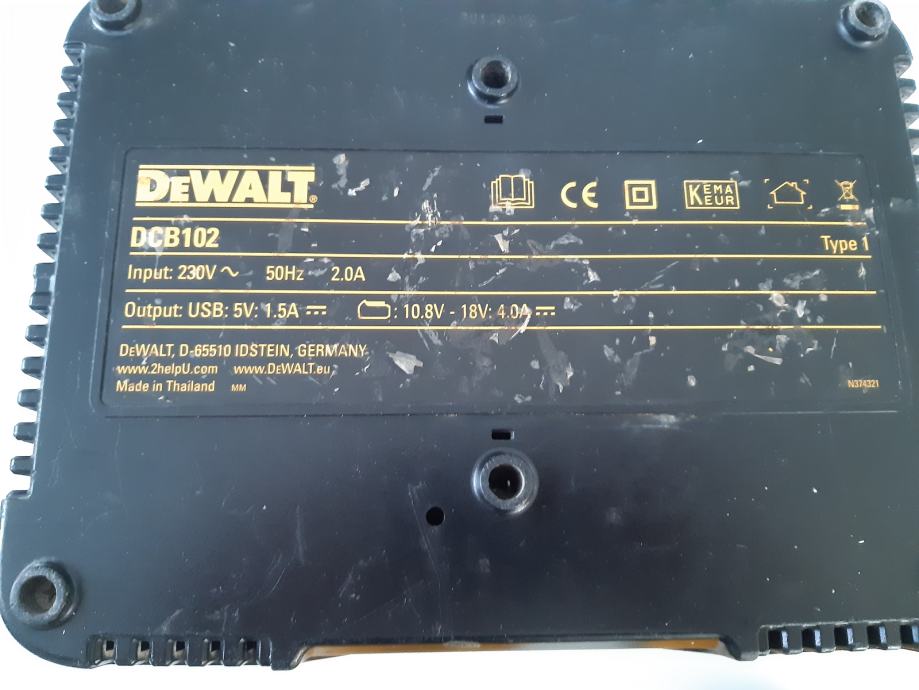 DEWALT®
KEMA
KEUR
DCB102
Type 1
Input: 230V ~ 50Hz 2.0A
Output: USB: 5V: 1.5A ⎓ : 10.8V - 18V: 4.0A ⎓
DEWALT, D-65510 IDSTEIN, GERMANY
www.2helpU.com www.DEWALT.eu
Made in Thailand MM
N374321